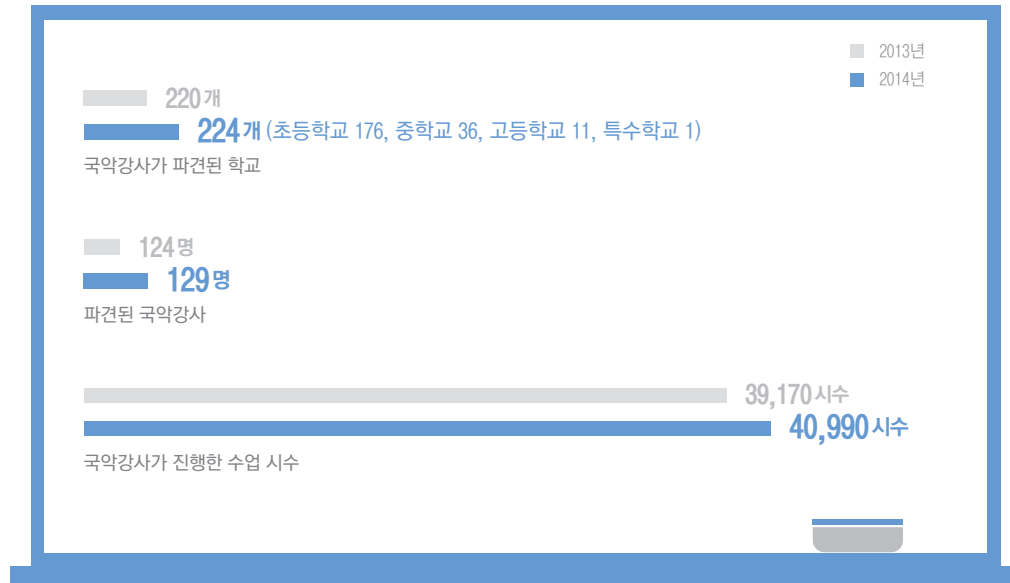 2013년
2014년
220개
224개 (초등학교 176, 중학교 36, 고등학교 11, 특수학교 1)
국악강사가 파견된 학교
124명
129명
파견된 국악강사
39,170시수
40,990시수
국악강사가 진행한 수업 시수